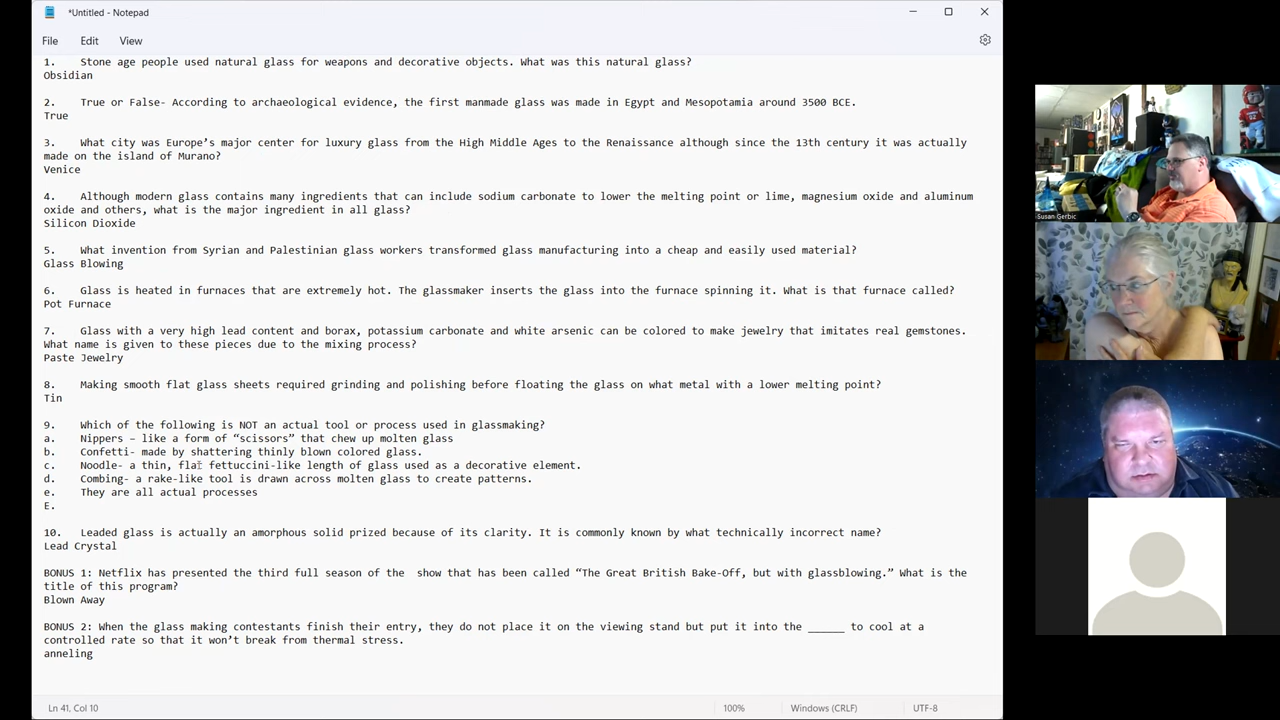 *Untitled - Notepad
File Edit View
1. Stone age people used natural glass for weapons and decorative objects. What was this natural glass?
Obsidian
2. True or False- According to archaeological evidence, the first manmade glass was made in Egypt and Mesopotamia around 3500 BCE.
True
3. What city was Europe’s major center for luxury glass from the High Middle Ages to the Renaissance although since the 13th century it was actually
made on the island of Murano?
Venice
4. Although modern glass contains many ingredients that can include sodium carbonate to lower the melting point or lime, magnesium oxide and aluminum
oxide and others, what is the major ingredient in all glass?
Silicon Dioxide
5. What invention from Syrian and Palestinian glass workers transformed glass manufacturing into a cheap and easily used material?
Glass Blowing
6. Glass is heated in furnaces that are extremely hot. The glassmaker inserts the glass into the furnace spinning it. What is that furnace called?
Pot Furnace
7. Glass with a very high lead content and borax, potassium carbonate and white arsenic can be colored to make jewelry that imitates real gemstones.
What name is given to these pieces due to the mixing process?
Paste Jewelry
8. Making smooth flat glass sheets required grinding and polishing before floating the glass on what metal with a lower melting point?
Tin
9. Which of the following is NOT an actual tool or process used in glassmaking?
a. Nippers – like a form of “scissors” that chew up molten glass
b. Confetti- made by shattering thinly blown colored glass.
c. Noodle- a thin, flat fettuccini-like length of glass used as a decorative element.
d. Combing- a rake-like tool is drawn across molten glass to create patterns.
e. They are all actual processes
E.
10. Leaded glass is actually an amorphous solid prized because of its clarity. It is commonly known by what technically incorrect name?
Lead Crystal
BONUS 1: Netflix has presented the third full season of the show that has been called “The Great British Bake-Off, but with glassblowing.” What is the
title of this program?
Blown Away
BONUS 2: When the glass making contestants finish their entry, they do not place it on the viewing stand but put it into the ______ to cool at a
controlled rate so that it won’t break from thermal stress.
anneling
Ln 41, Col 10 100% Windows (CRLF) UTF-8
Susan Gerbic